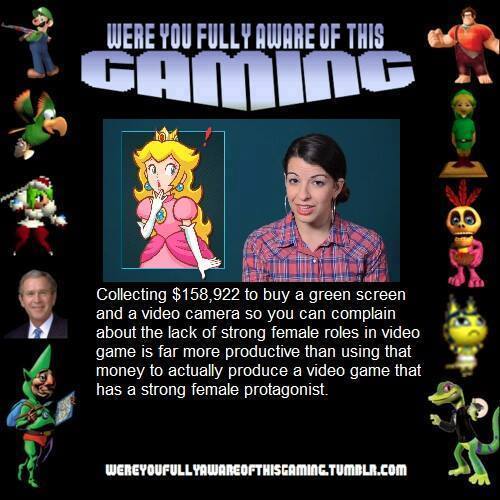 WERE YOU FULLY AWARE OF THIS
GAMING
Collecting $158,922 to buy a green screen
and a video camera so you can complain
about the lack of strong female roles in video
game is far more productive than using that
money to actually produce a video game that
has a strong female protagonist.
WEREYOUFULLYAWAREOFTHISGAMING.TUMBLR.COM